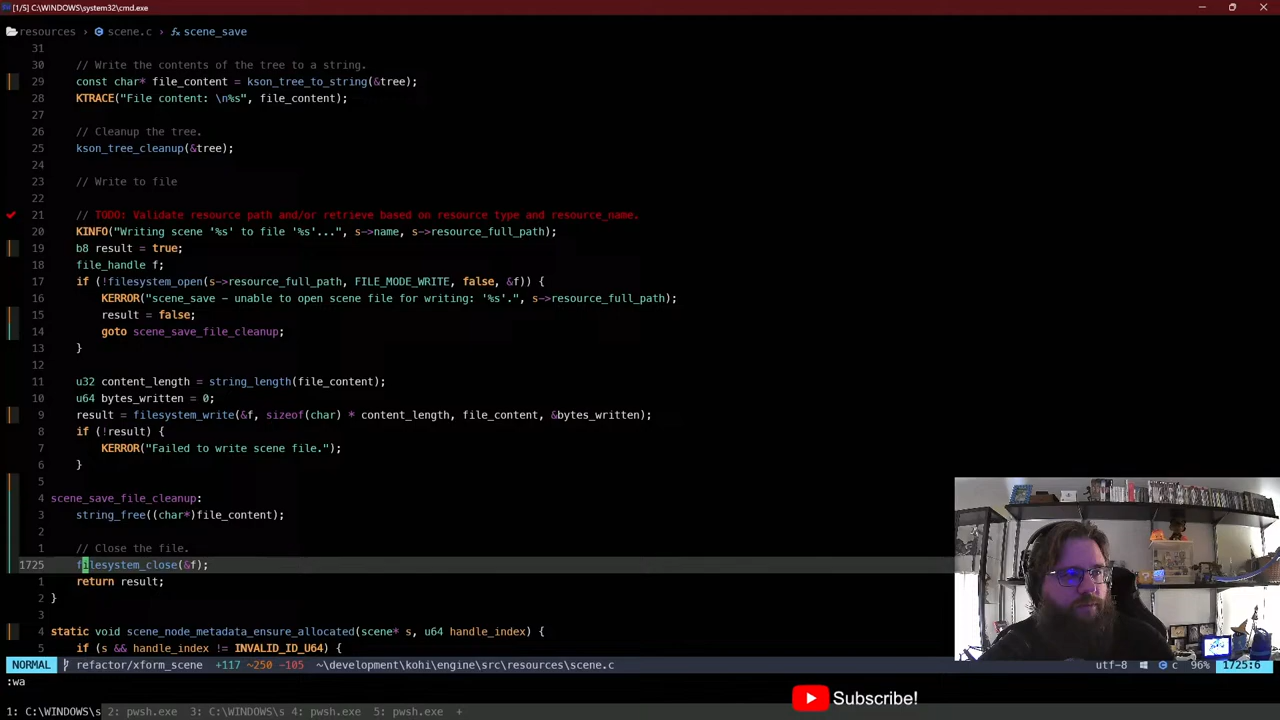 [1/5] C:\WINDOWS\system32\cmd.exe
resources > scene.c > scene_save
31
30 // Write the contents of the tree to a string.
29 const char* file_content = kson_tree_to_string(&tree);
28 KTRACE("File content: \n%s", file_content);
27
26 // Cleanup the tree.
25 kson_tree_cleanup(&tree);
24
23 // Write to file
22
21 // TODO: Validate resource path and/or retrieve based on resource type and resource_name.
20 KINFO("Writing scene '%s' to file '%s'...", s->name, s->resource_full_path);
19 b8 result = true;
18 file_handle f;
17 if (!filesystem_open(s->resource_full_path, FILE_MODE_WRITE, false, &f)) {
16 KERROR("scene_save - unable to open scene file for writing: '%s'.", s->resource_full_path);
15 result = false;
14 goto scene_save_file_cleanup;
13 }
12
11 u32 content_length = string_length(file_content);
10 u64 bytes_written = 0;
9 result = filesystem_write(&f, sizeof(char) * content_length, file_content, &bytes_written);
8 if (!result) {
7 KERROR("Failed to write scene file.");
6 }
5
4 scene_save_file_cleanup:
3 string_free((char*)file_content);
2
1 // Close the file.
1725 filesystem_close(&f);
1 return result;
2 }
3
4 static void scene_node_metadata_ensure_allocated(scene* s, u64 handle_index) {
5 if (s && handle_index != INVALID_ID_U64) {
NORMAL refactor/xform_scene +117 ~250 -105 ~\development\kohi\engine\src\resources\scene.c utf-8 c 96% 1725:6
:wa
Subscribe!
1: C:\WINDOWS\s 2: pwsh.exe 3: C:\WINDOWS\s 4: pwsh.exe 5: pwsh.exe +